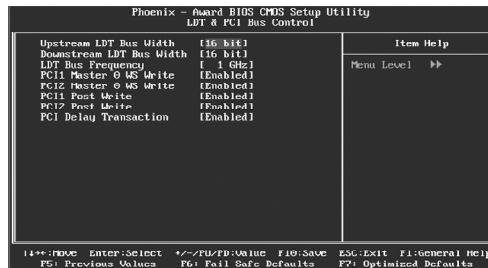 Phoenix - Award BIOS CMOS Setup Utility
LDT & PCI Bus Control
Upstream LDT Bus Width [16 bit]
Downstream LDT Bus Width [16 bit]
LDT Bus Frequency [ 1 GHz]
PCI1 Master 0 WS Write [Enabled]
PCI2 Master 0 WS Write [Enabled]
PCI1 Post Write [Enabled]
PCI2 Post Write [Enabled]
PCI Delay Transaction [Enabled]
Item Help
Menu Level ▶▶
↑↓→←:Move Enter:Select +/-/PU/PD:Value F10:Save ESC:Exit F1:General Help
F5: Previous Values F6: Fail Safe Defaults F7: Optimized Defaults